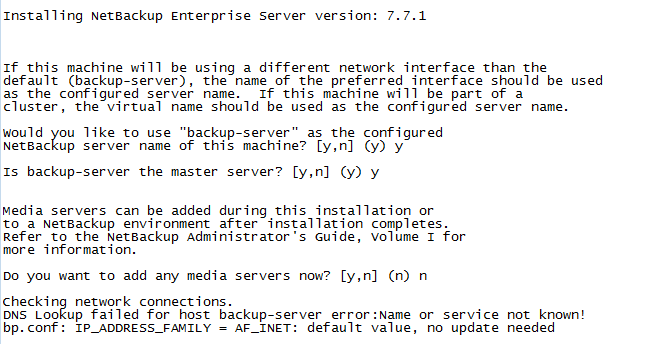 Installing NetBackup Enterprise Server version: 7.7.1
If this machine will be using a different network interface than the
default (backup-server), the name of the preferred interface should be used
as the configured server name.  If this machine will be part of a
cluster, the virtual name should be used as the configured server name.
Would you like to use "backup-server" as the configured
NetBackup server name of this machine? [y,n] (y) y
Is backup-server the master server? [y,n] (y) y
Media servers can be added during this installation or
to a NetBackup environment after installation completes.
Refer to the NetBackup Administrator's Guide, Volume I for
more information.
Do you want to add any media servers now? [y,n] (n) n
Checking network connections.
DNS Lookup failed for host backup-server error:Name or service not known!
bp.conf: IP_ADDRESS_FAMILY = AF_INET: default value, no update needed